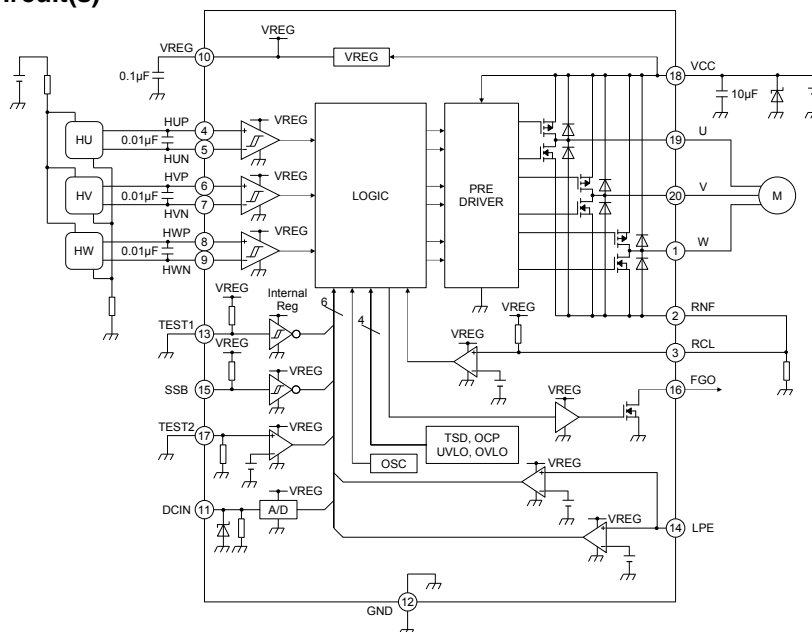 VREG
10
VREG
VREG
0.1µF
18
VCC
10µF
HU
HUP
4
0.01µF
5
HUN
VREG
HV
HVP
6
0.01µF
7
HVN
VREG
HW
HWP
8
0.01µF
9
HWN
VREG
LOGIC
PRE
DRIVER
19
U
20
V
1
W
M
2
RNF
3
RCL
VREG
VREG
16
FGO
VREG
TEST1
13
VREG
Internal
Reg
6
4
VREG
SSB
15
VREG
TEST2
17
VREG
TSD, OCP
UVLO, OVLO
OSC
DCIN
11
VREG
A/D
VREG
VREG
14
LPE
12
GND